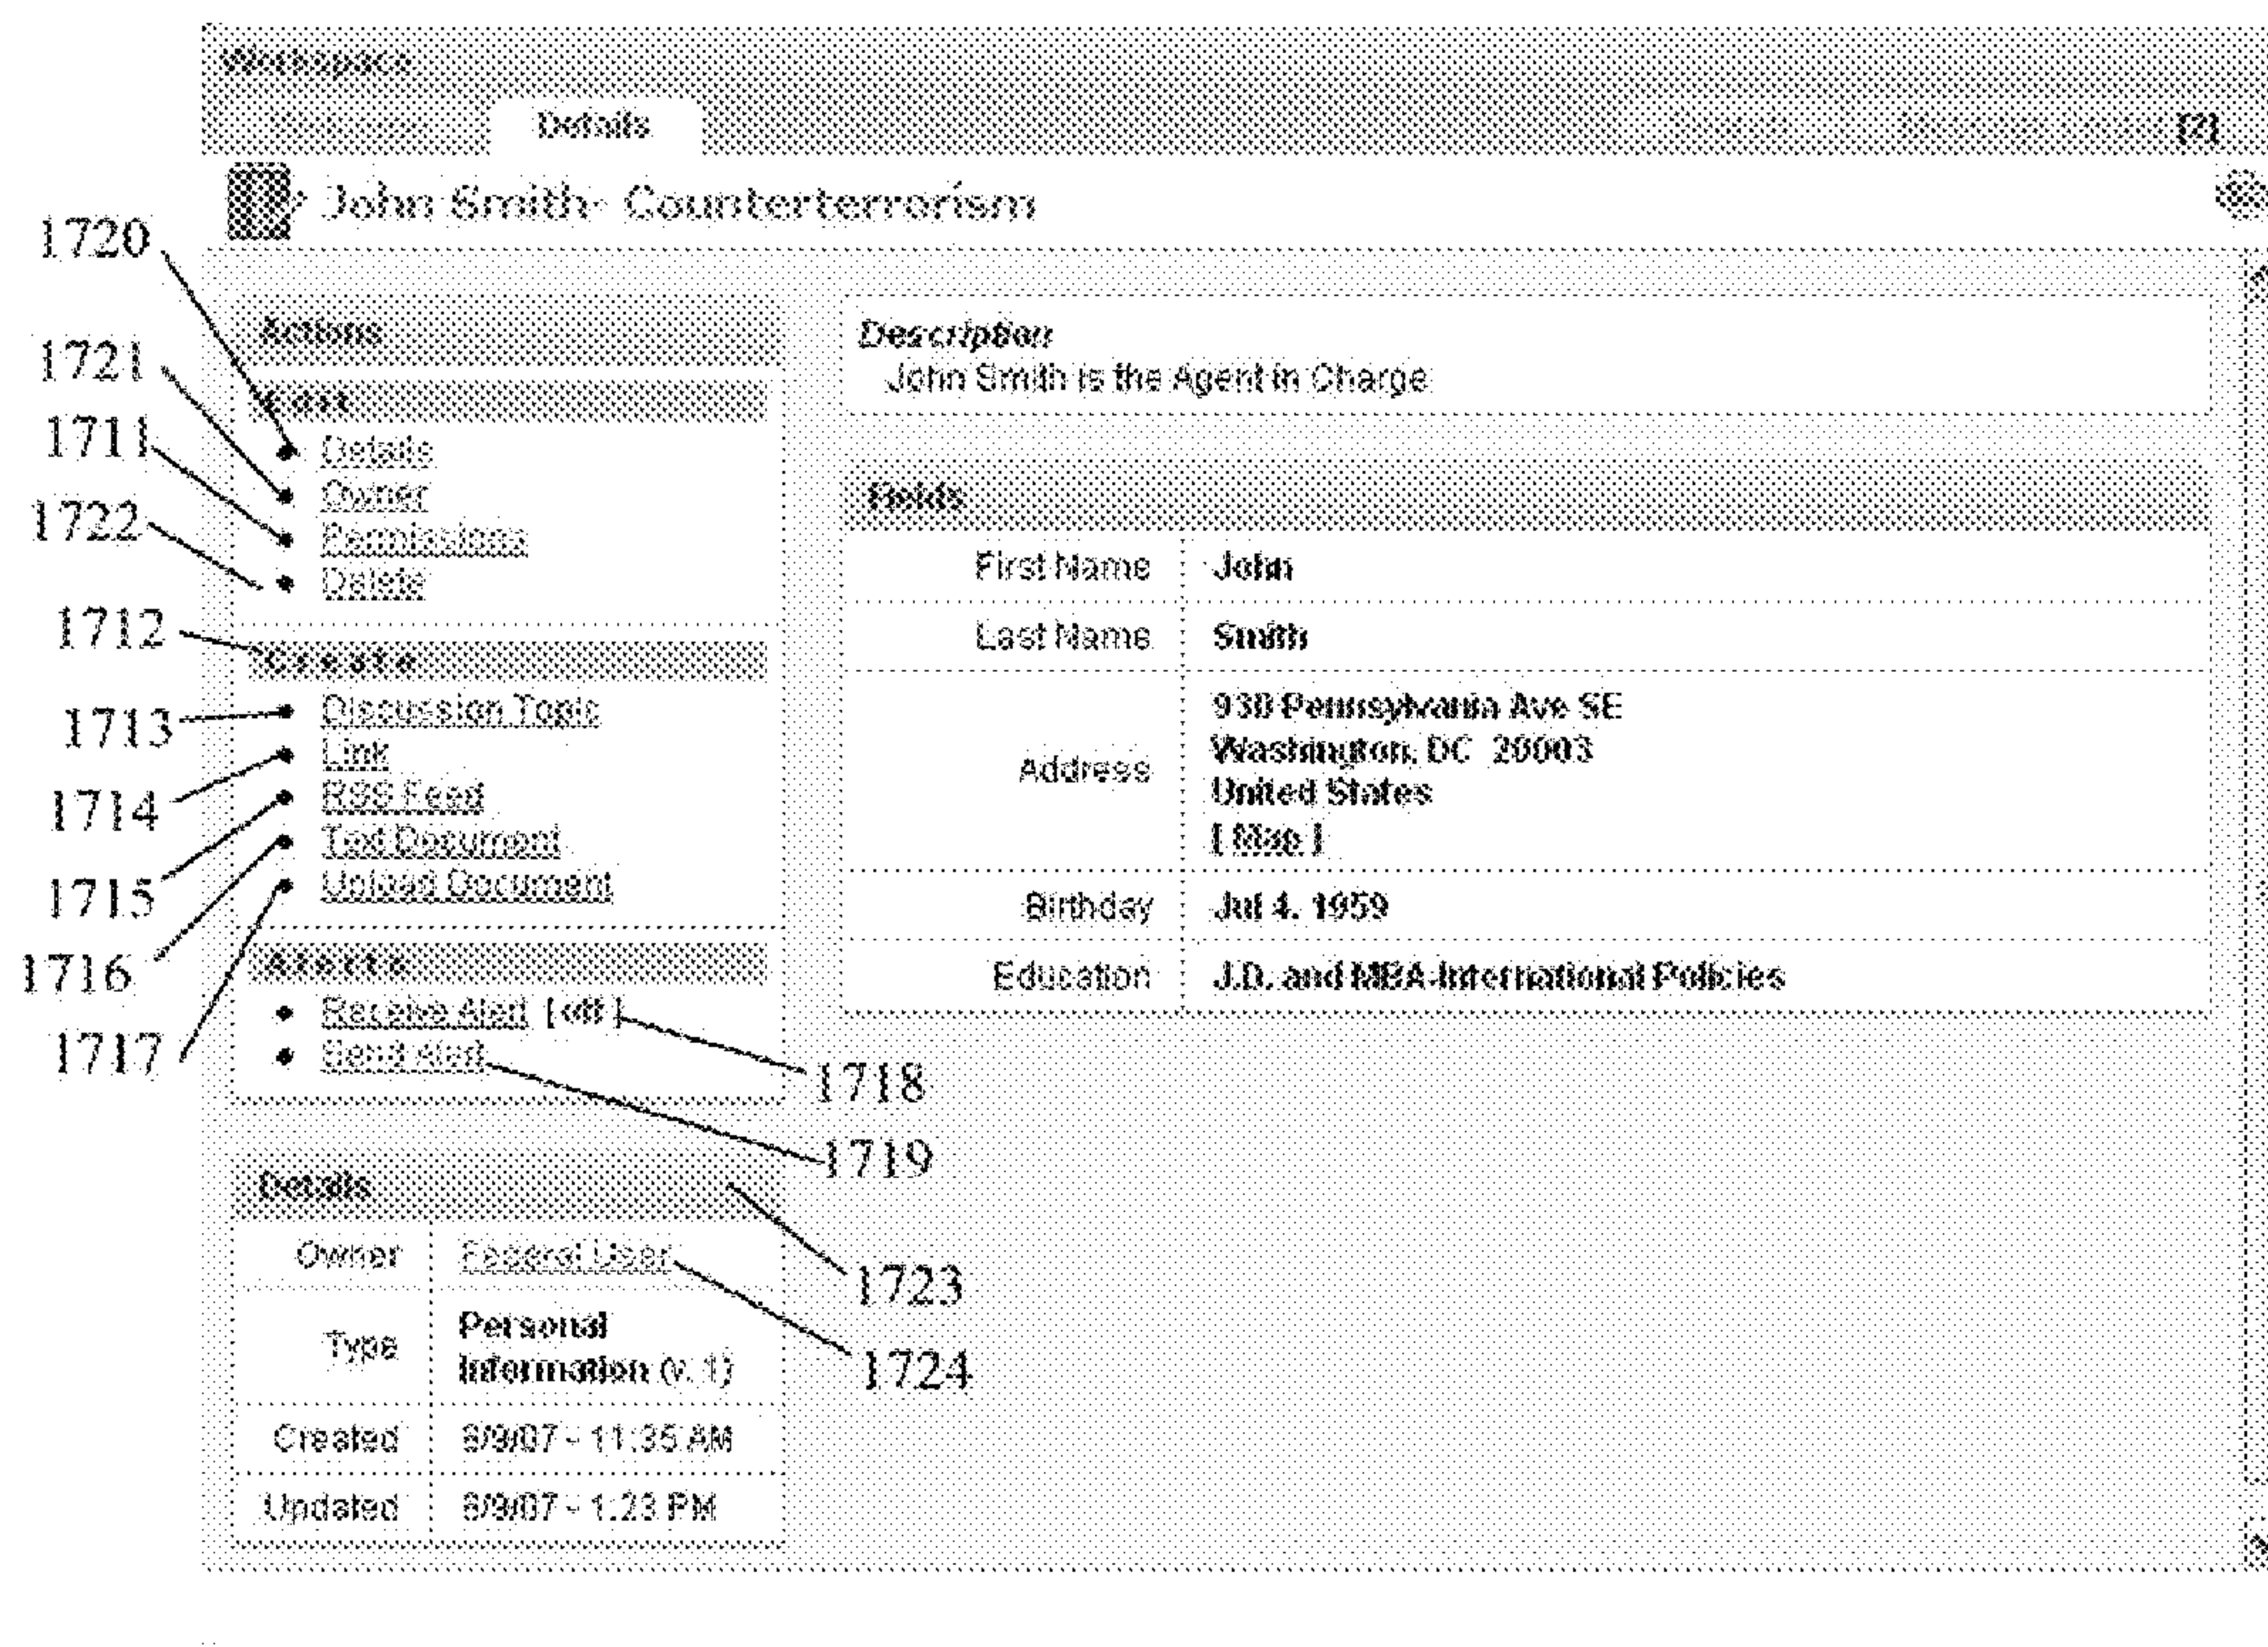 Workspace
Details
[2]
John Smith- Counterterrorism
1720
Actions
1721
Edit
1711
Details
Owner
1722
Permissions
Delete
1712
Create
1713
Discussion Topic
Link
1714
RSS Feed
Text Document
1715
Upload Document
1716
Alerts
Receive Alert [ off ]
1717
Send Alert
1718
1719
Details
Owner Federal User
1723
Type Personal
Information (v. 1)
1724
Created 8/9/07 - 11:35 AM
Updated 8/9/07 - 1:23 PM
Description
John Smith is the Agent in Charge
Fields
First Name John
Last Name Smith
Address
930 Pennsylvania Ave SE
Washington, DC 20003
United States
[ Map ]
Birthday Jul 4, 1959
Education J.D. and MBA-International Policies